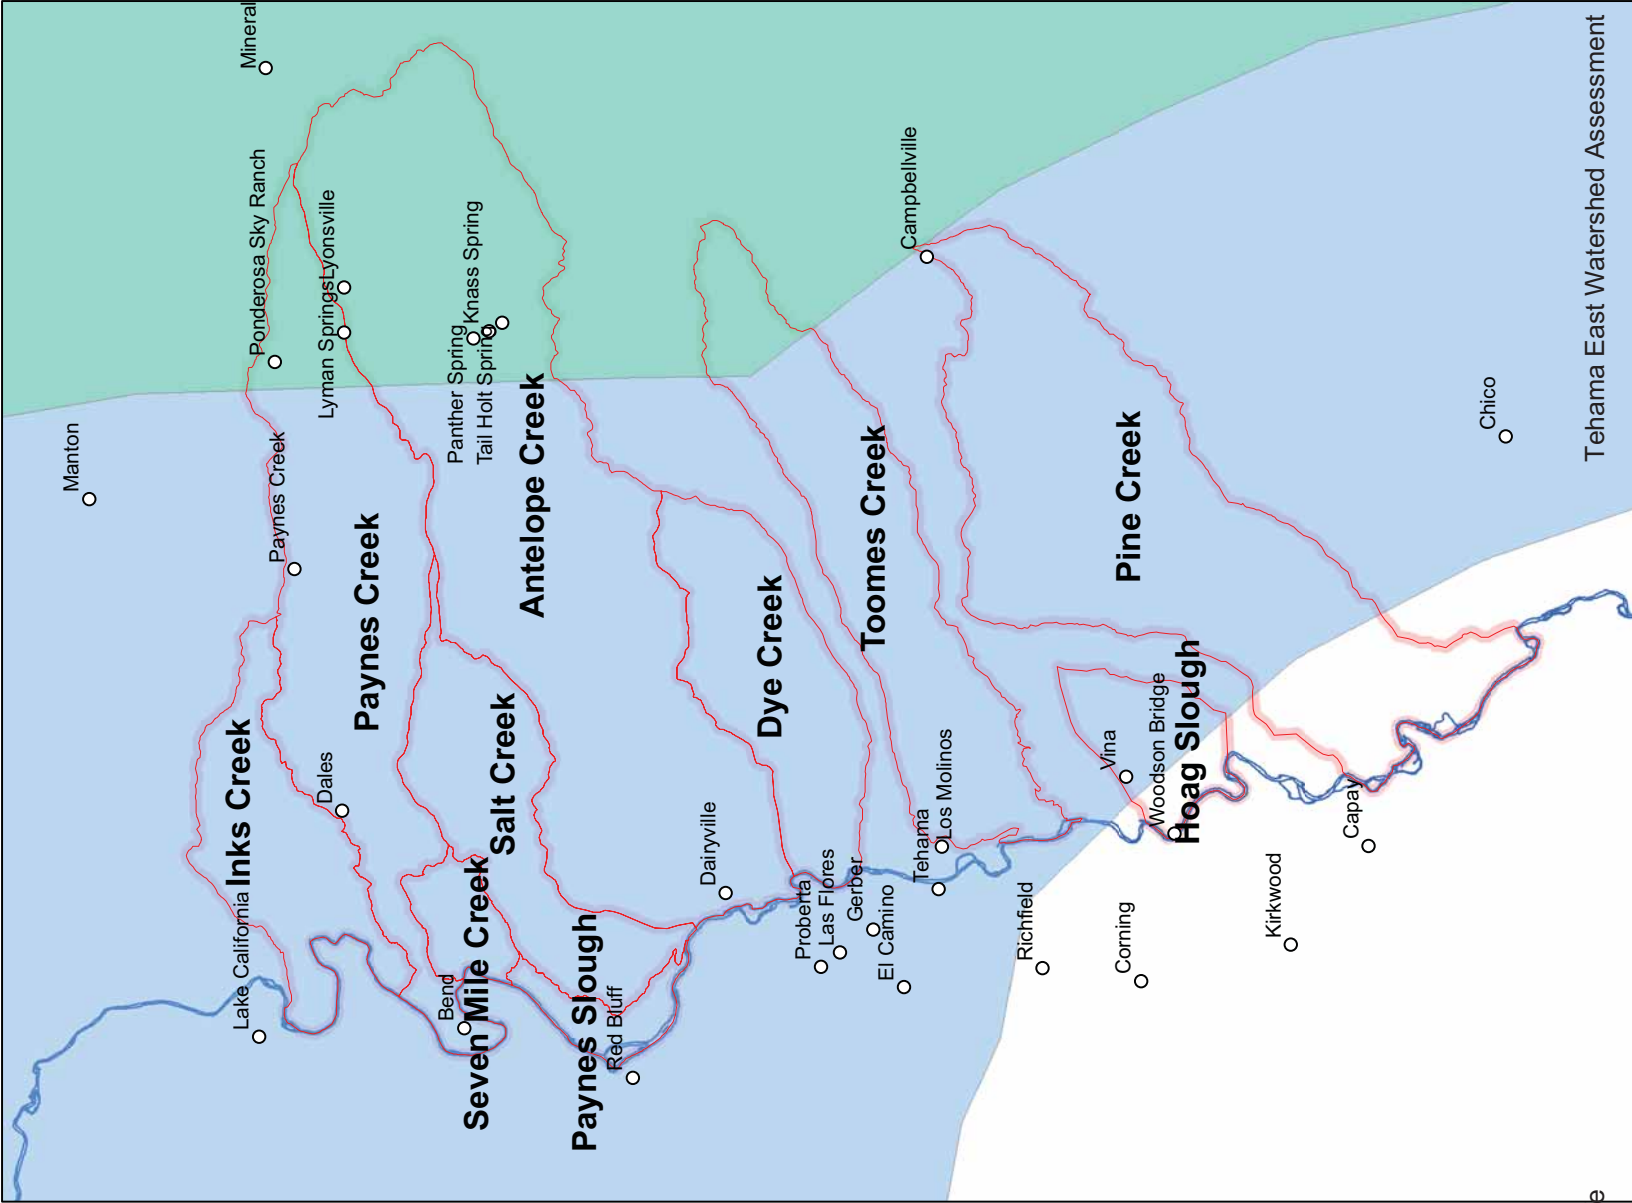 Mineral
Ponderosa Sky Ranch
Lyonsville
Lyman Springs
Knass Spring
Panther Spring
Tail Holt Spring
Campbellville
Manton
Paynes Creek
Chico
Paynes Creek
Antelope Creek
Toomes Creek
Pine Creek
Dye Creek
Salt Creek
Inks Creek
Dales
Dairyville
Los Molinos
Tehama
Vina
Woodson Bridge
Hoag Slough
Capay
Kirkwood
Lake California
Bend
Seven Mile Creek
Paynes Slough
Red Bluff
Proberta
Las Flores
Gerber
El Camino
Richfield
Corning
Tehama East Watershed Assessment
e